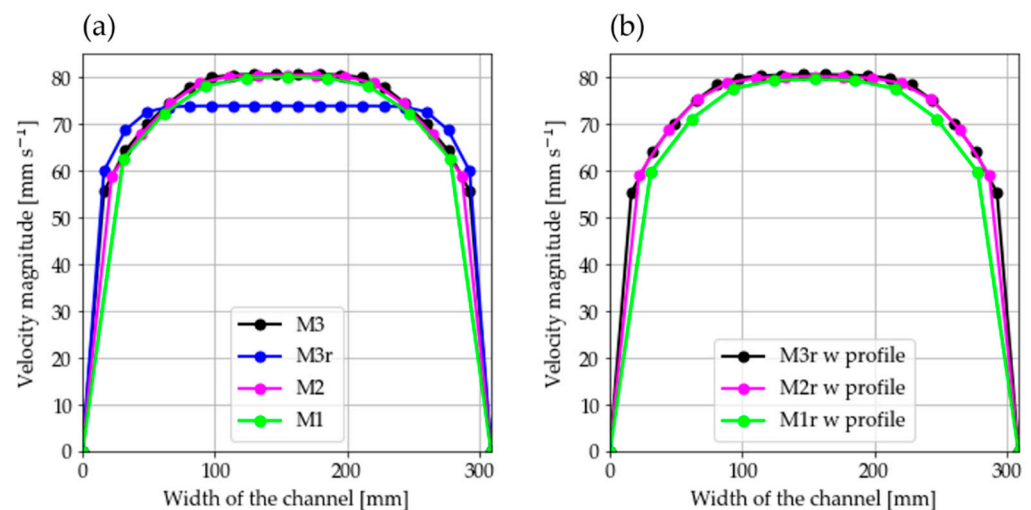 (a)
(b)
Velocity magnitude [mm s⁻¹]
80
70
60
50
40
30
20
10
0
0 100 200 300
Width of the channel [mm]
M3
M3r
M2
M1
Velocity magnitude [mm s⁻¹]
80
70
60
50
40
30
20
10
0
0 100 200 300
Width of the channel [mm]
M3r w profile
M2r w profile
M1r w profile